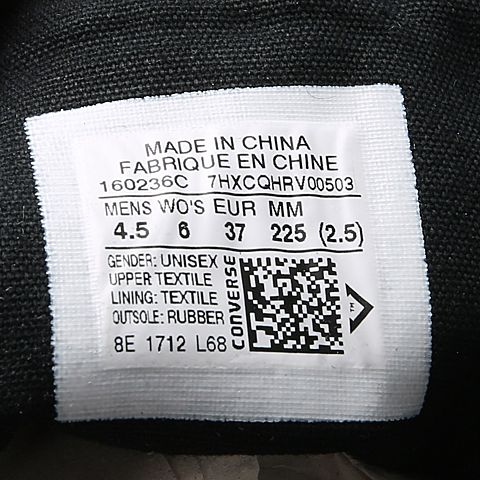 MADE IN CHINA
FABRIQUE EN CHINE
160236C 7HXCQHRV00503
MENS WO'S EUR MM
4.5 6 37 225 (2.5)
GENDER: UNISEX
UPPER TEXTILE
LINING: TEXTILE
OUTSOLE: RUBBER
8E 1712 L68
CONVERSE